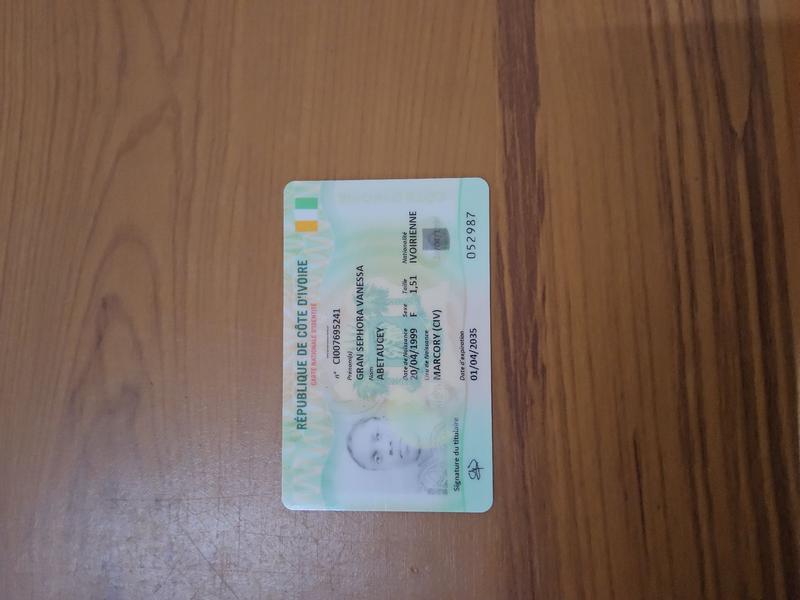 RÉPUBLIQUE DE CÔTE D'IVOIRE
CARTE NATIONALE D'IDENTITÉ
n° CI007695241
Prénom(s)
GRAN SEPHORA VANESSA
Nom
ABETAUCEY
Date de Naissance Sexe Taille Nationalité
20/04/1999 F 1,51 IVOIRIENNE
Lieu de Naissance
MARCORY (CIV)
Date d'expiration
01/04/2035
052987
Signature du titulaire